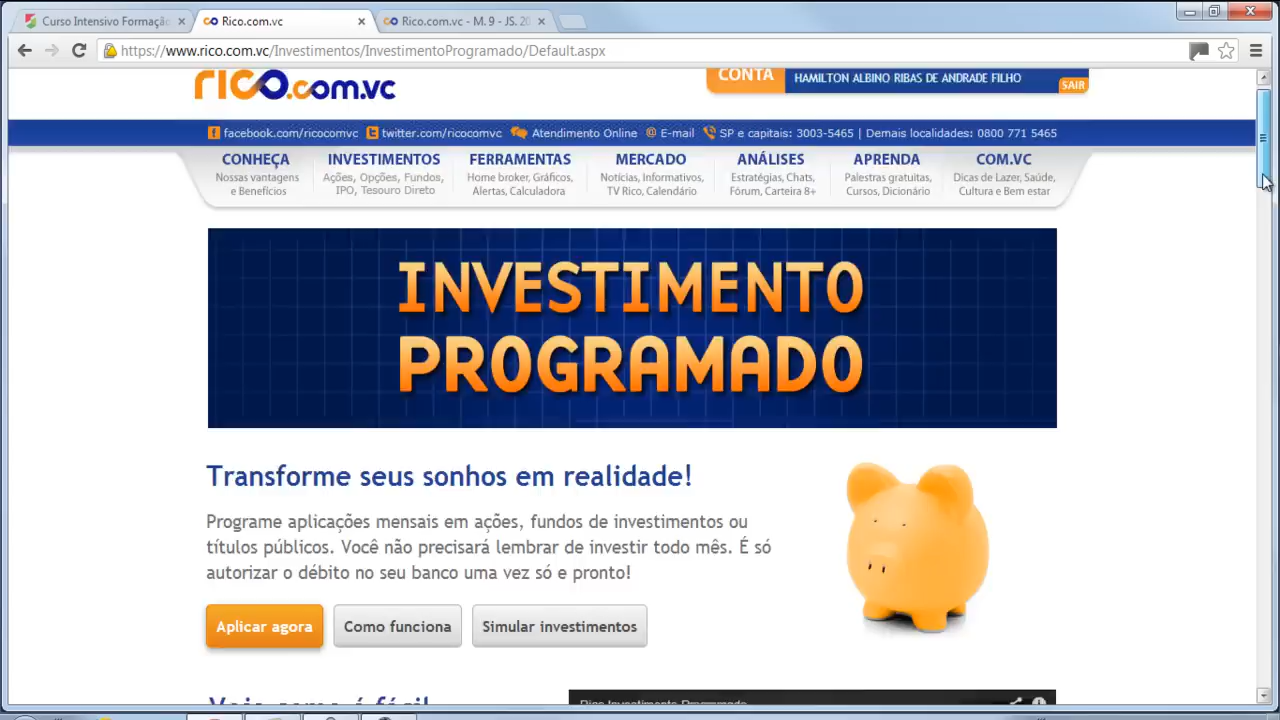 Curso Intensivo Formação
Rico.com.vc
Rico.com.vc - M. 9 - JS. 20
https://www.rico.com.vc/Investimentos/InvestimentoProgramado/Default.aspx
rico.com.vc
CONTA
HAMILTON ALBINO RIBAS DE ANDRADE FILHO
SAIR
facebook.com/ricocomvc twitter.com/ricocomvc Atendimento Online @ E-mail SP e capitais: 3003-5465 | Demais localidades: 0800 771 5465
CONHEÇA
Nossas vantagens
e Benefícios
INVESTIMENTOS
Ações, Opções, Fundos,
IPO, Tesouro Direto
FERRAMENTAS
Home broker, Gráficos,
Alertas, Calculadora
MERCADO
Notícias, Informativos,
TV Rico, Calendário
ANÁLISES
Estratégias, Chats,
Fórum, Carteira 8+
APRENDA
Palestras gratuitas,
Cursos, Dicionário
COM.VC
Dicas de Lazer, Saúde,
Cultura e Bem estar
INVESTIMENTO
PROGRAMADO
Transforme seus sonhos em realidade!
Programe aplicações mensais em ações, fundos de investimentos ou
títulos públicos. Você não precisará lembrar de investir todo mês. É só
autorizar o débito no seu banco uma vez só e pronto!
Aplicar agora
Como funciona
Simular investimentos
Veja como é fácil
Rico Investimento Programado